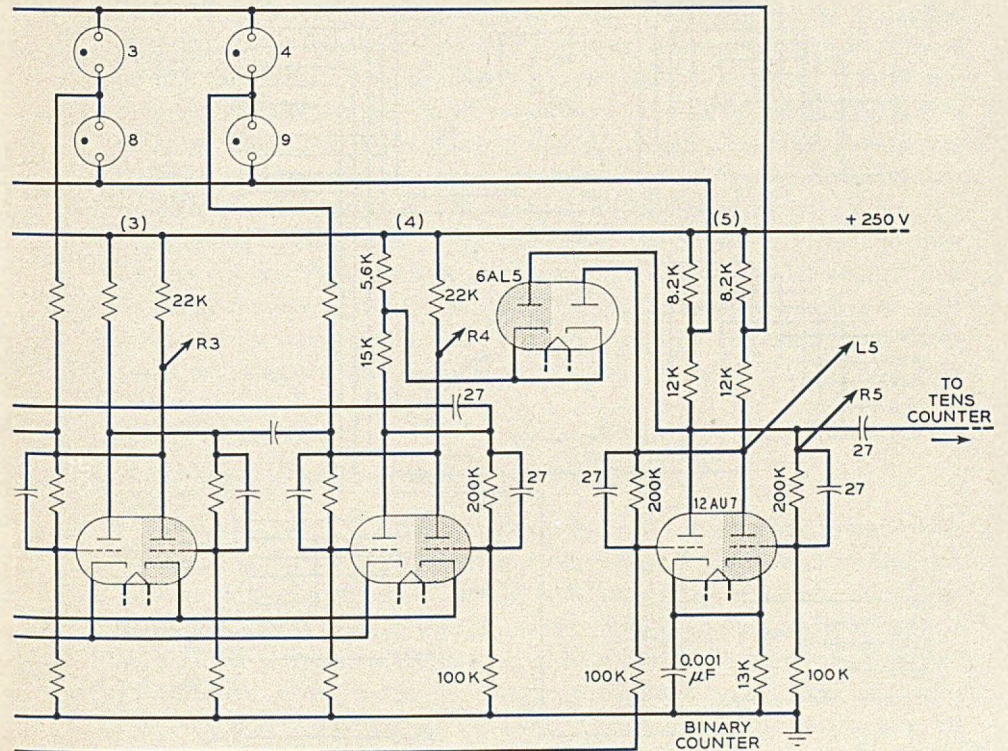 3
4
8
9
(3)
(4)
(5)
+ 250 V
22K
5.6K
22K
6AL5
8.2K
8.2K
R3
15K
R4
12K
12K
L5
R5
27
TO
TENS
COUNTER
27
200K
27
27
200K
12AU7
200K
27
100K
100K
0.001
µF
13K
100K
BINARY
COUNTER